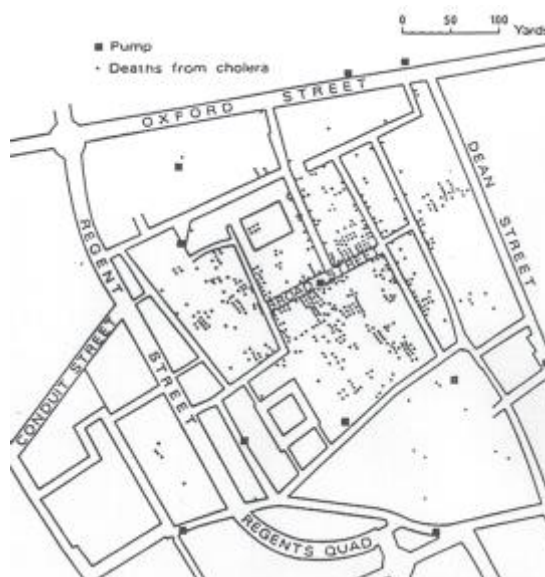 0 50 100
Yards
Pump
Deaths from cholera
OXFORD STREET
DEAN STREET
REGENT STREET
BROAD STREET
CONDUIT STREET
REGENTS QUAD